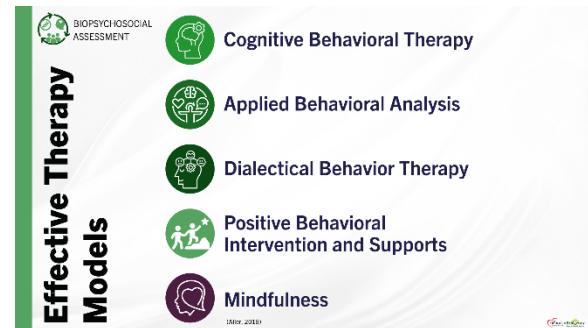 BIOPSYCHOSOCIAL
ASSESSMENT
Effective Therapy
Models
Cognitive Behavioral Therapy
Applied Behavioral Analysis
Dialectical Behavior Therapy
Positive Behavioral
Intervention and Supports
Mindfulness